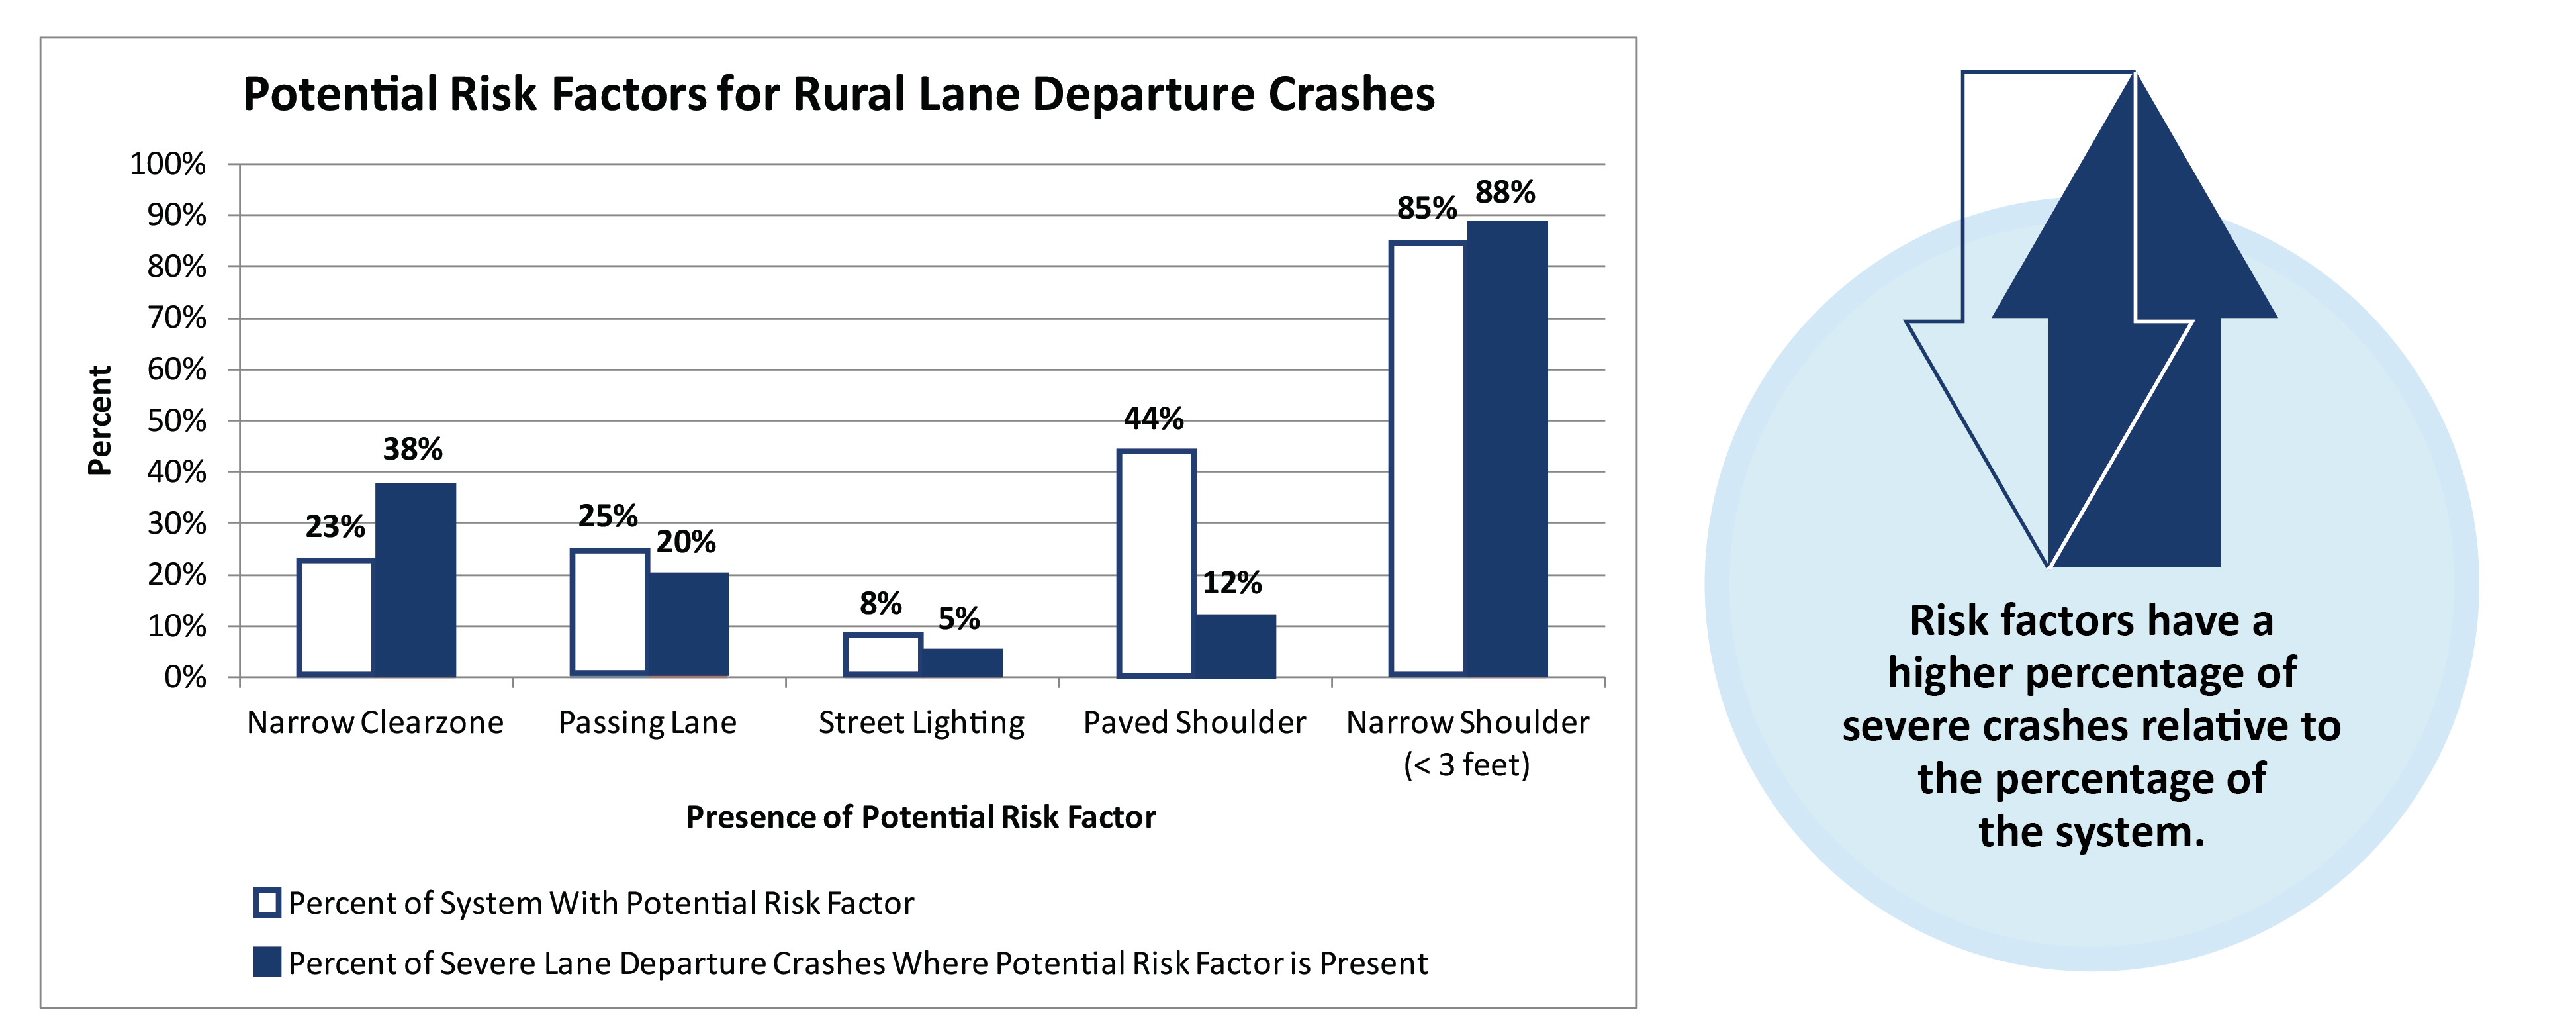 Potential Risk Factors for Rural Lane Departure Crashes
Percent
100%
90%
80%
70%
60%
50%
40%
30%
20%
10%
0%
23%
38%
25%
20%
8%
5%
44%
12%
85%
88%
Narrow Clearzone
Passing Lane
Street Lighting
Paved Shoulder
Narrow Shoulder
(< 3 feet)
Presence of Potential Risk Factor
Percent of System With Potential Risk Factor
Percent of Severe Lane Departure Crashes Where Potential Risk Factor is Present
Risk factors have a
higher percentage of
severe crashes relative to
the percentage of
the system.